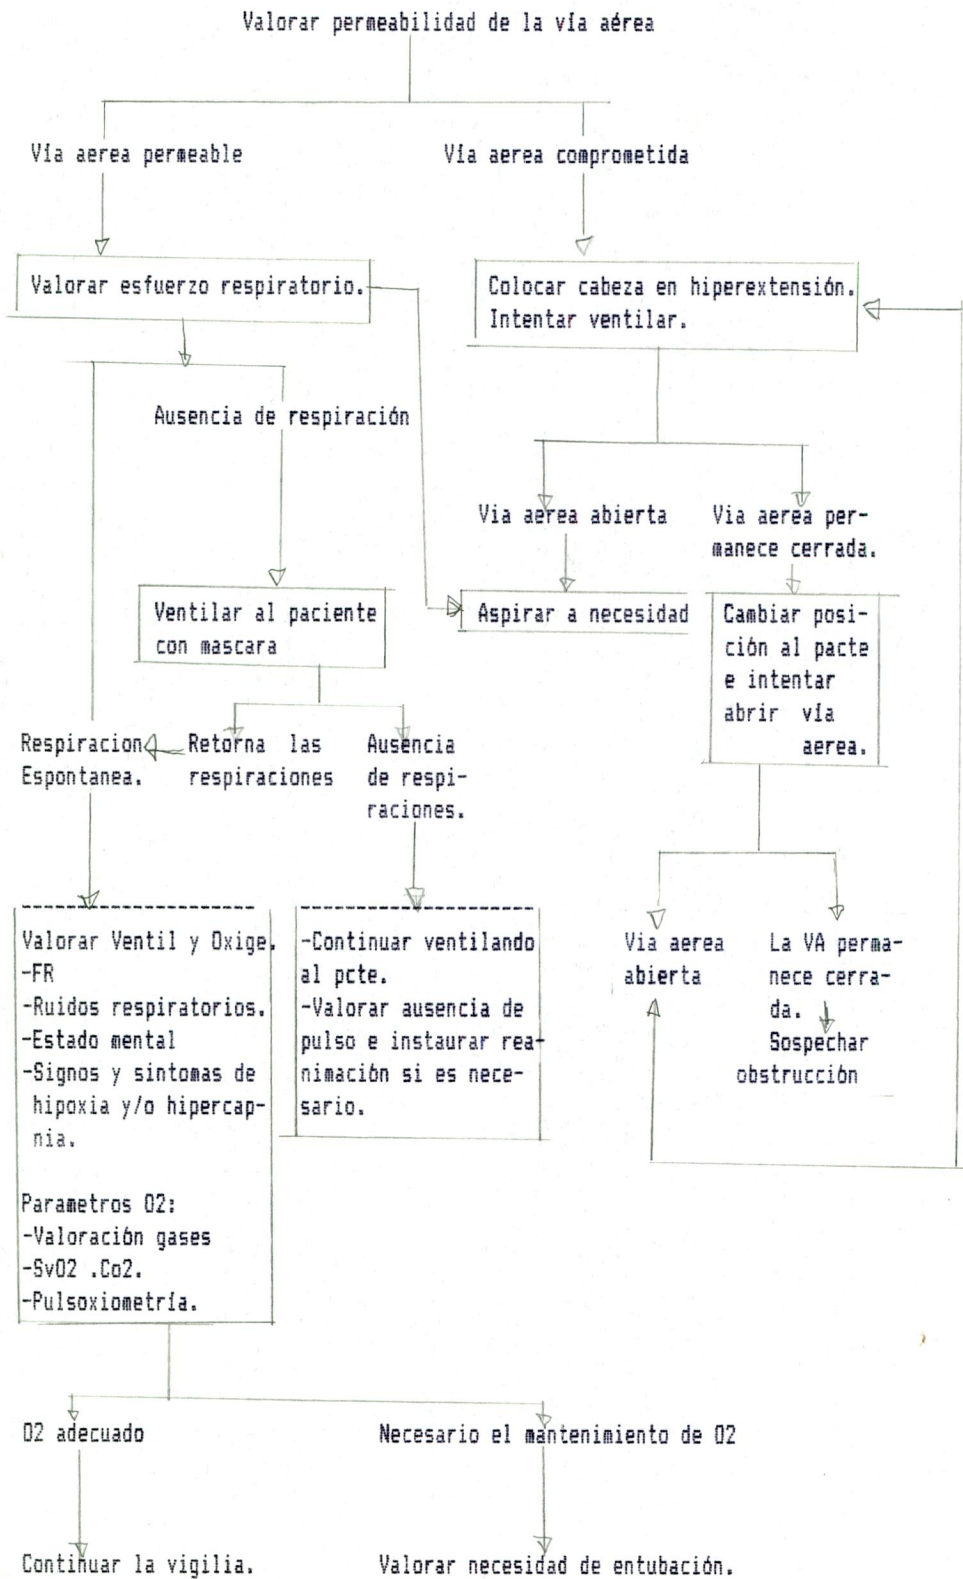 Valorar permeabilidad de la vía aérea
Vía aerea permeable
Vía aerea comprometida
Valorar esfuerzo respiratorio.
Colocar cabeza en hiperextensión.
Intentar ventilar.
Ausencia de respiración
Via aerea abierta
Via aerea per-
manece cerrada.
Ventilar al paciente
con mascara
Aspirar a necesidad
Cambiar posi-
ción al pacte
e intentar
abrir vía
aerea.
Respiracion
Espontanea.
Retorna las
respiraciones
Ausencia
de respi-
raciones.
Valorar Ventil y Oxige.
-FR
-Ruidos respiratorios.
-Estado mental
-Signos y sintomas de
hipoxia y/o hipercap-
nia.
Parametros O2:
-Valoración gases
-SvO2 .Co2.
-Pulsoxiometría.
-Continuar ventilando
al pcte.
-Valorar ausencia de
pulso e instaurar rea-
nimación si es nece-
sario.
Via aerea
abierta
La VA perma-
nece cerra-
da.
Sospechar
obstrucción
O2 adecuado
Necesario el mantenimiento de O2
Continuar la vigilia.
Valorar necesidad de entubación.